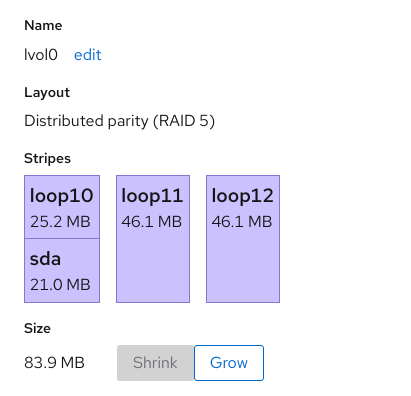 Name
lvol0 edit
Layout
Distributed parity (RAID 5)
Stripes
loop10 loop11 loop12
25.2 MB 46.1 MB 46.1 MB
sda
21.0 MB
Size
83.9 MB Shrink Grow